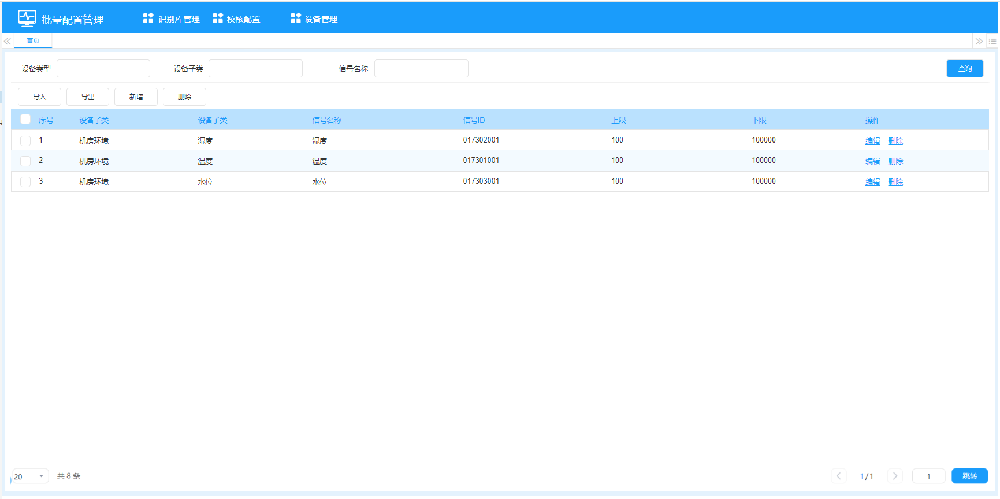 批量配置管理 识别库管理 校核配置 设备管理
首页
设备类型 设备子类 信号名称 查询
导入 导出 新增 删除
序号 设备子类 设备子类 信号名称 信号ID 上限 下限 操作
1 机房环境 湿度 湿度 017302001 100 100000 编辑 删除
2 机房环境 温度 温度 017301001 100 100000 编辑 删除
3 机房环境 水位 水位 017303001 100 100000 编辑 删除
20 共 8 条 1/1 1 跳转